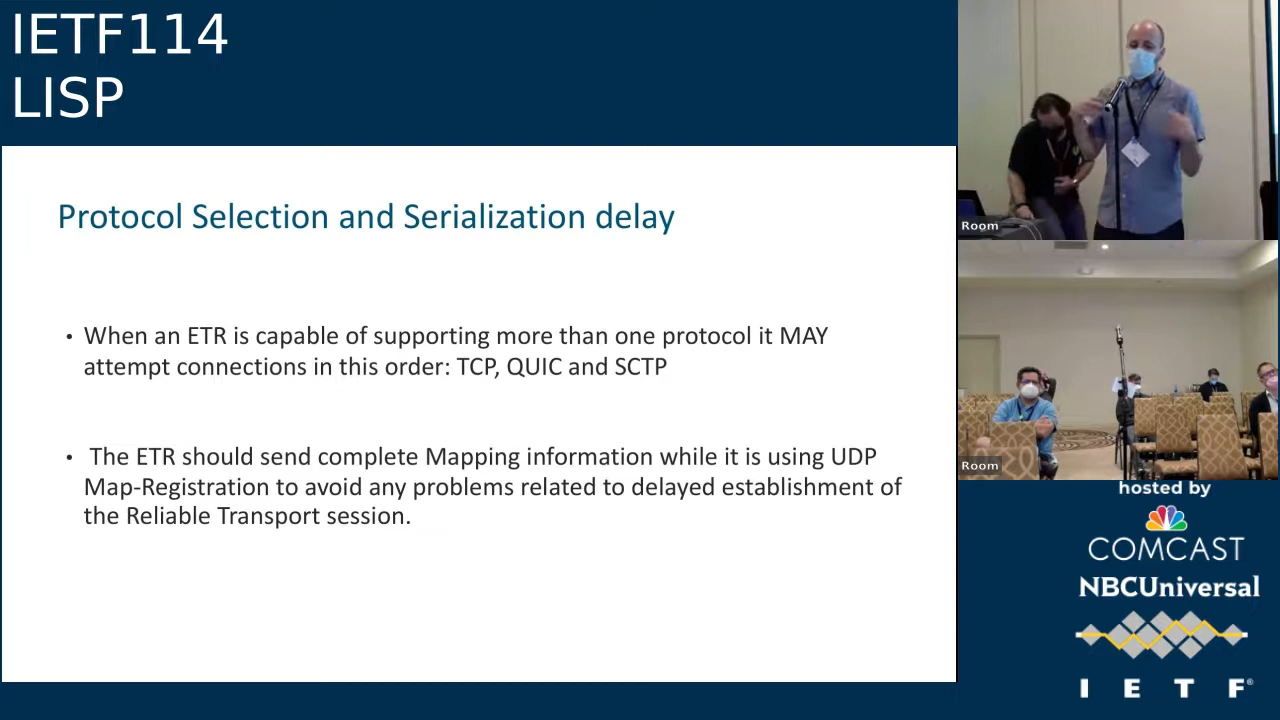 IETF114
LISP
Protocol Selection and Serialization delay
• When an ETR is capable of supporting more than one protocol it MAY
attempt connections in this order: TCP, QUIC and SCTP
• The ETR should send complete Mapping information while it is using UDP
Map-Registration to avoid any problems related to delayed establishment of
the Reliable Transport session.
Room
Room
hosted by
COMCAST
NBCUniversal
I E T F®